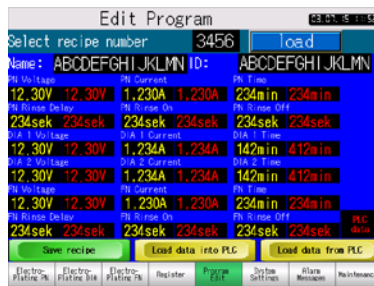 Edit Program
Select recipe number 3456 load
Name: ABCDEFGHIJKLMN ID: ABCDEFGHIJKLMN
PN Voltage PN Current PN Time
12.30V 12.30V 1.230A 1.230A 234min 234min
PN Rinse Delay PN Rinse On PN Rinse Off
234sek 234sek 234sek 234sek 234sek 234sek
DIA 1 Voltage DIA 1 Current DIA 1 Time
12.30V 12.30V 1.234A 1.234A 142min 412min
DIA 2 Voltage DIA 2 Current DIA 2 Time
12.30V 12.30V 1.234A 1.234A 142min 412min
PN Voltage PN Current PN Time
12.30V 12.30V 1.230A 1.230A 234min 234min
PN Rinse Delay PN Rinse On PN Rinse Off PLC data
234sek 234sek 234sek 234sek 234sek 234sek
Save recipe Load data into PLC Load data from PLC
Electro-Plating PN Electro-Plating DIA Electro-Plating PN Register Program Edit System Settings Alarm Messages Maintenance